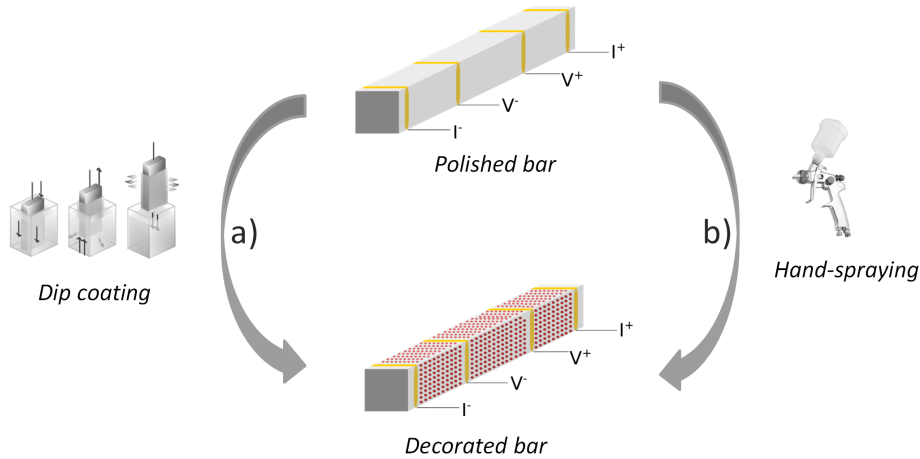 I⁺
V⁺
V⁻
I⁻
Polished bar
a)
b)
Dip coating
Hand-spraying
I⁺
V⁺
V⁻
I⁻
Decorated bar